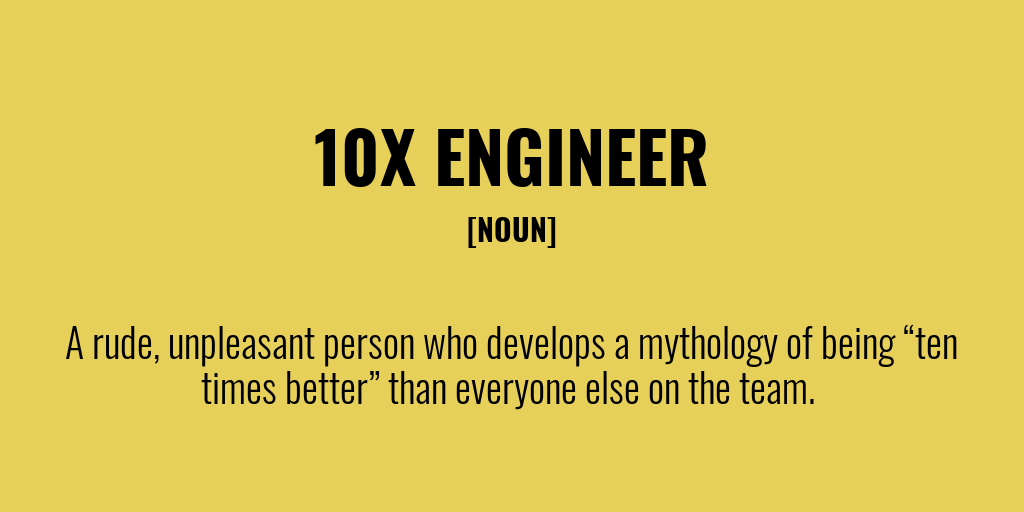 10X ENGINEER
[NOUN]
A rude, unpleasant person who develops a mythology of being “ten
times better” than everyone else on the team.